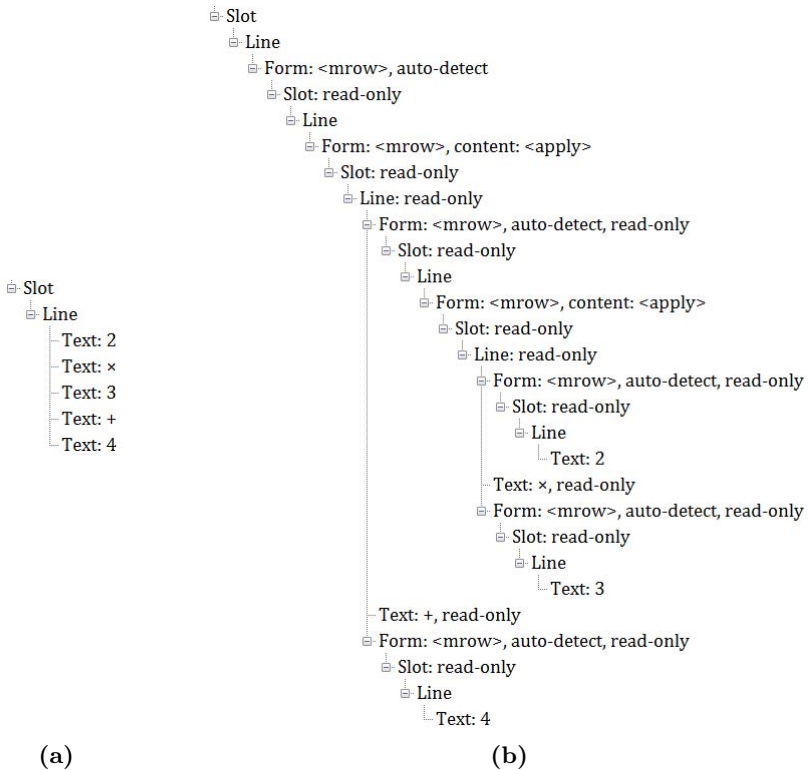 Slot
Line
Text: 2
Text: ×
Text: 3
Text: +
Text: 4
(a)
Slot
Line
Form: <mrow>, auto-detect
Slot: read-only
Line
Form: <mrow>, content: <apply>
Slot: read-only
Line: read-only
Form: <mrow>, auto-detect, read-only
Slot: read-only
Line
Form: <mrow>, content: <apply>
Slot: read-only
Line: read-only
Form: <mrow>, auto-detect, read-only
Slot: read-only
Line
Text: 2
Text: ×, read-only
Form: <mrow>, auto-detect, read-only
Slot: read-only
Line
Text: 3
Text: +, read-only
Form: <mrow>, auto-detect, read-only
Slot: read-only
Line
Text: 4
(b)